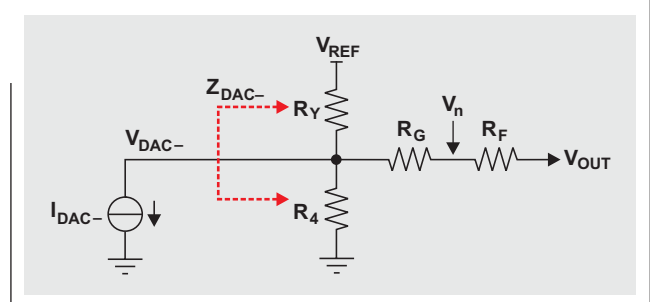 V_REF
Z_DAC–
R_Y
V_n
R_G
R_F
V_DAC–
V_OUT
I_DAC–
R_4